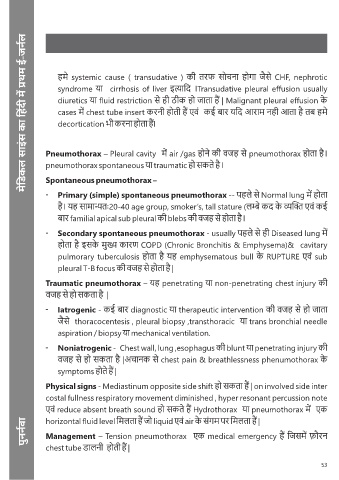 मेडिकल साइंस का हिंदी में प्रथम ई-जर्नल
हमे systemic cause ( transudative ) की तरफ़ सोचना होगा जैसे CHF, nephrotic
syndrome या cirrhosis of liver इत्यादि ITransudative pleural effusion usually
diuretics या fluid restriction से ही ठीक हो जाता हैं | Malignant pleural effusion के
cases में chest tube insert करनी होती हैं एवं कई बार यदि आराम नही आता है तब हमे
decortication भी करना होता हैं।
Pneumothorax – Pleural cavity में air /gas होने की वजह से pneumothorax होता है।
pneumothorax spontaneous या traumatic हो सकते है।
Spontaneous pneumothorax –
- Primary (simple) spontaneous pneumothorax -- पहले से Normal lung में होता
है। यह सामान्यतः20-40 age group, smoker's, tall stature (लम्बे कद के व्यक्ति एवं कई
बार familial apical sub pleural की blebs की वजह से होता है।
- Secondary spontaneous pneumothorax - usually पहले से ही Diseased lung में
होता है इसके मुख्य कारण COPD (Chronic Bronchitis & Emphysema)& cavitary
pulmonary tuberculosis होता है यह emphysematous bull के RUPTURE एवं sub
pleural T-B focus की वजह से होता है|
Traumatic pneumothorax – यह penetrating या non-penetrating chest injury की
वजह से हो सकता है |
- Iatrogenic - कई बार diagnostic या therapeutic intervention की वजह से हो जाता
जैसे thoracocentesis , pleural biopsy ,transthoracic या trans bronchial needle
aspiration / biopsy या mechanical ventilation.
- Noniatrogenic - Chest wall, lung ,esophagus की blunt या penetrating injury की
वजह से हो सकता है |अचानक से chest pain & breathlessness phenumothorax के
symptoms होते हैं|
Physical signs - Mediastinum opposite side shift हो सकता हैं | on involved side inter
costal fullness respiratory movement diminished , hyper resonant percussion note
एवं reduce absent breath sound हो सकते हैं Hydrothorax या pneumothorax में एक
horizontal fluid level मिलता हैं जो liquid एवं air के संगम पर मिलता हैं |
Management – Tension pneumothorax एक medical emergency हैं जिसमें फ़ौरन
chest tube डालनी होती हैं |
पुनर्नवा
53